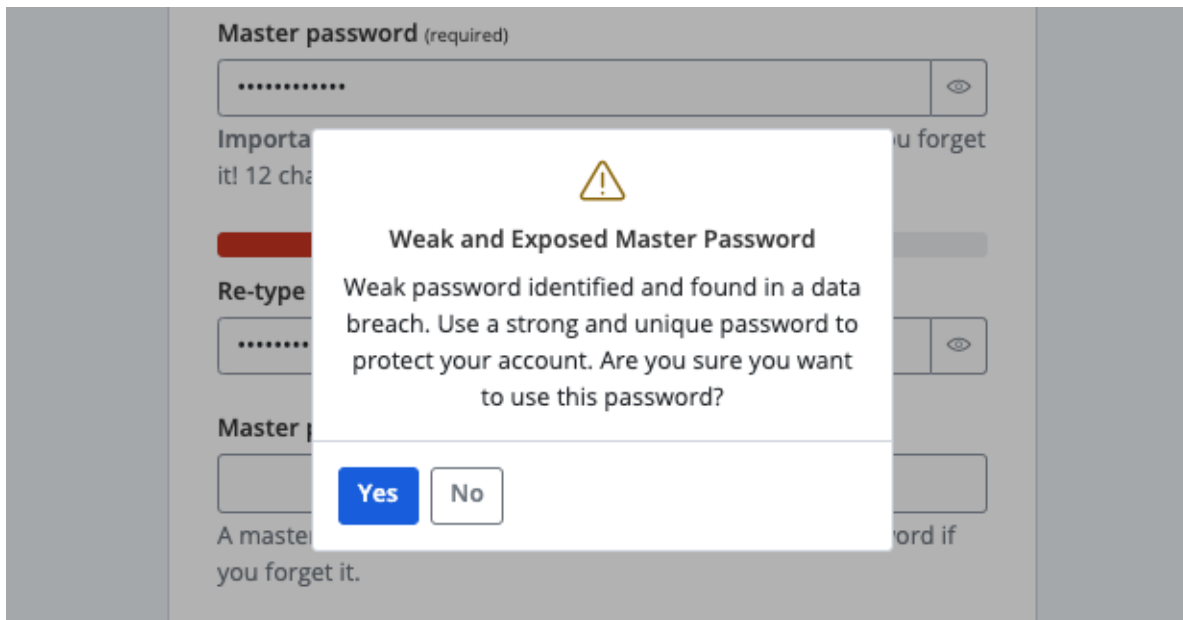 Master password (required)
••••••••••••
Importa
u forget
it! 12 cha
Weak and Exposed Master Password
Weak password identified and found in a data
breach. Use a strong and unique password to
protect your account. Are you sure you want
to use this password?
Re-type
••••••••
Master p
Yes
No
A master
ord if
you forget it.